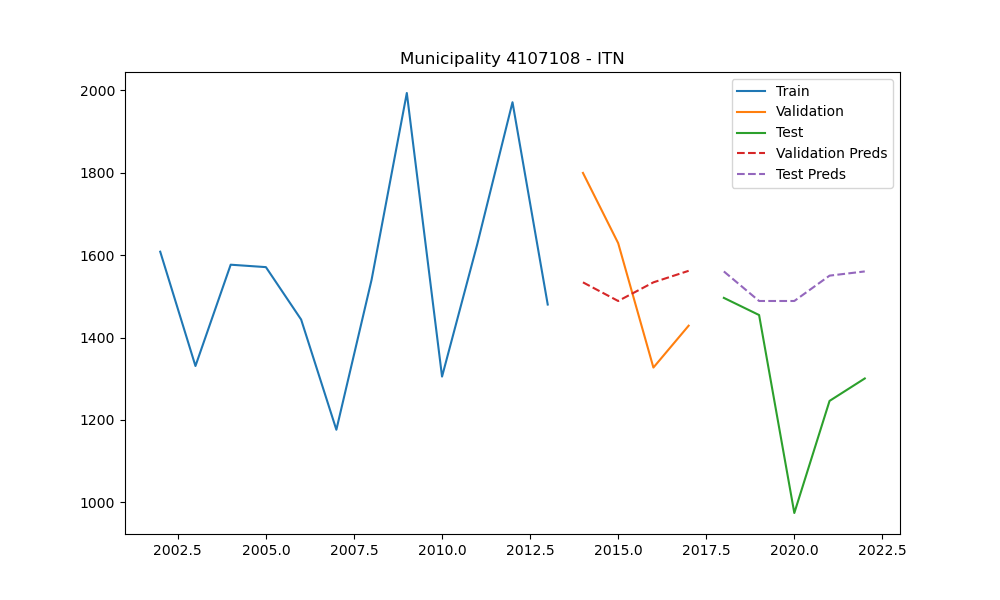 Municipality 4107108 - ITN
2000
1800
1600
1400
1200
1000
2002.5 2005.0 2007.5 2010.0 2012.5 2015.0 2017.5 2020.0 2022.5
Train
Validation
Test
Validation Preds
Test Preds